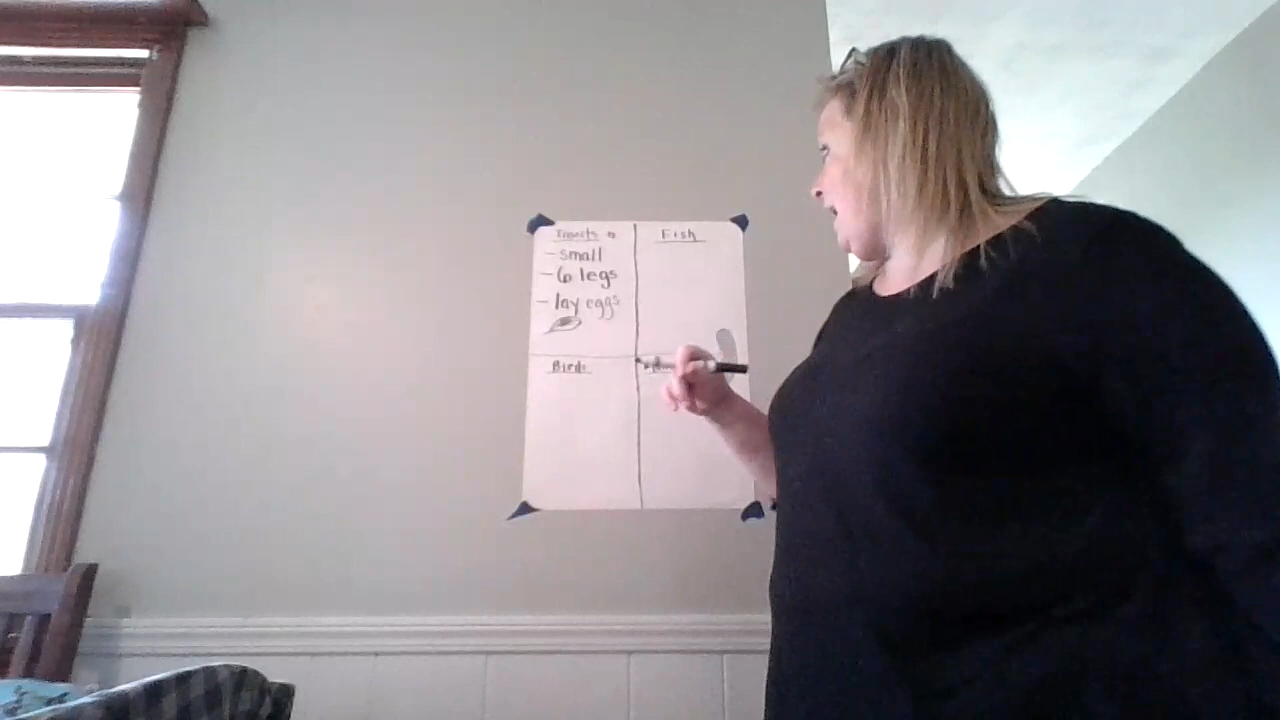 Insects
Fish
- small
- 6 legs
- lay eggs
Birds